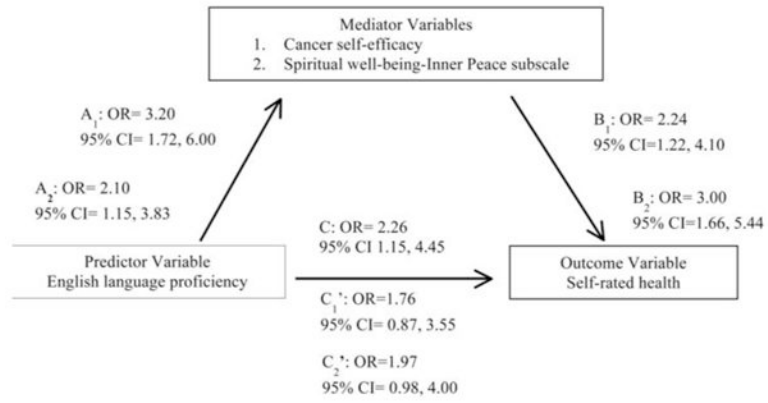 Mediator Variables
1. Cancer self-efficacy
2. Spiritual well-being-Inner Peace subscale
A₁: OR= 3.20
95% CI= 1.72, 6.00
A₂: OR= 2.10
95% CI= 1.15, 3.83
B₁: OR= 2.24
95% CI=1.22, 4.10
B₂: OR= 3.00
95% CI=1.66, 5.44
C: OR= 2.26
95% CI 1.15, 4.45
Predictor Variable
English language proficiency
Outcome Variable
Self-rated health
C₁': OR=1.76
95% CI= 0.87, 3.55
C₂': OR=1.97
95% CI= 0.98, 4.00